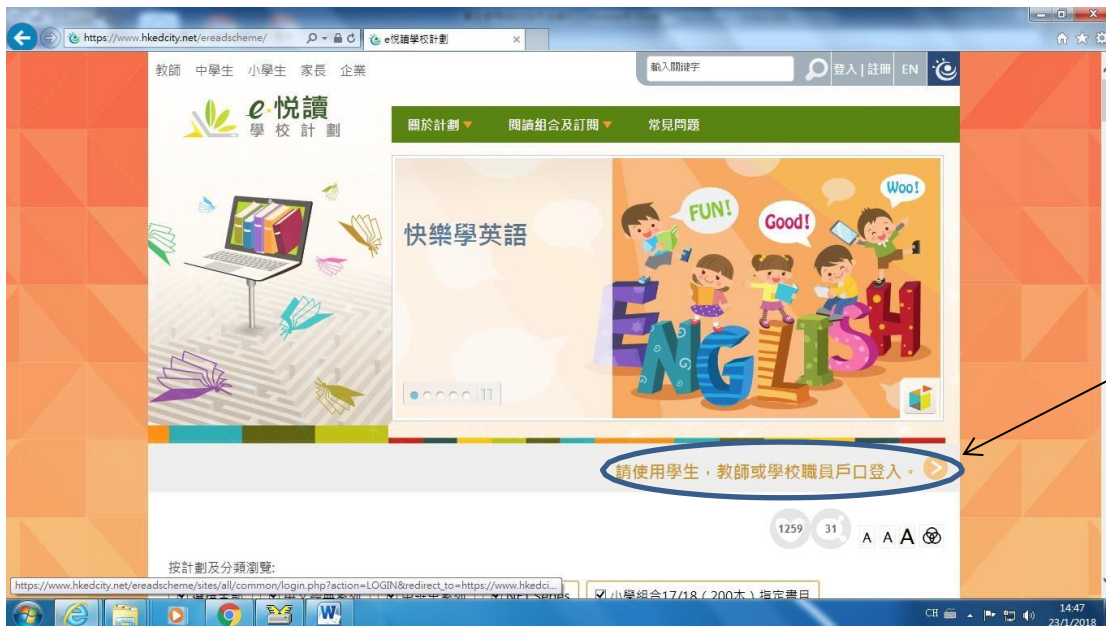 https://www.hkedcity.net/ereadscheme/
e悅讀學校計劃
教師 中學生 小學生 家長 企業
輸入關鍵字
登入 | 註冊 EN
e悦讀
學校計劃
關於計劃 閱讀組合及訂閱 常見問題
快樂學英語
FUN!
Good!
Woo!
ENGLISH
請使用學生，教師或學校職員戶口登入。
1259 31 A A A
按計劃及分類瀏覽:
https://www.hkedcity.net/ereadscheme/sites/all/common/login.php?action=LOGIN&redirect_to=https://www.hkedci...
小學組合17/18 ( 200本 ) 指定書目
CH
14:47
23/1/2018